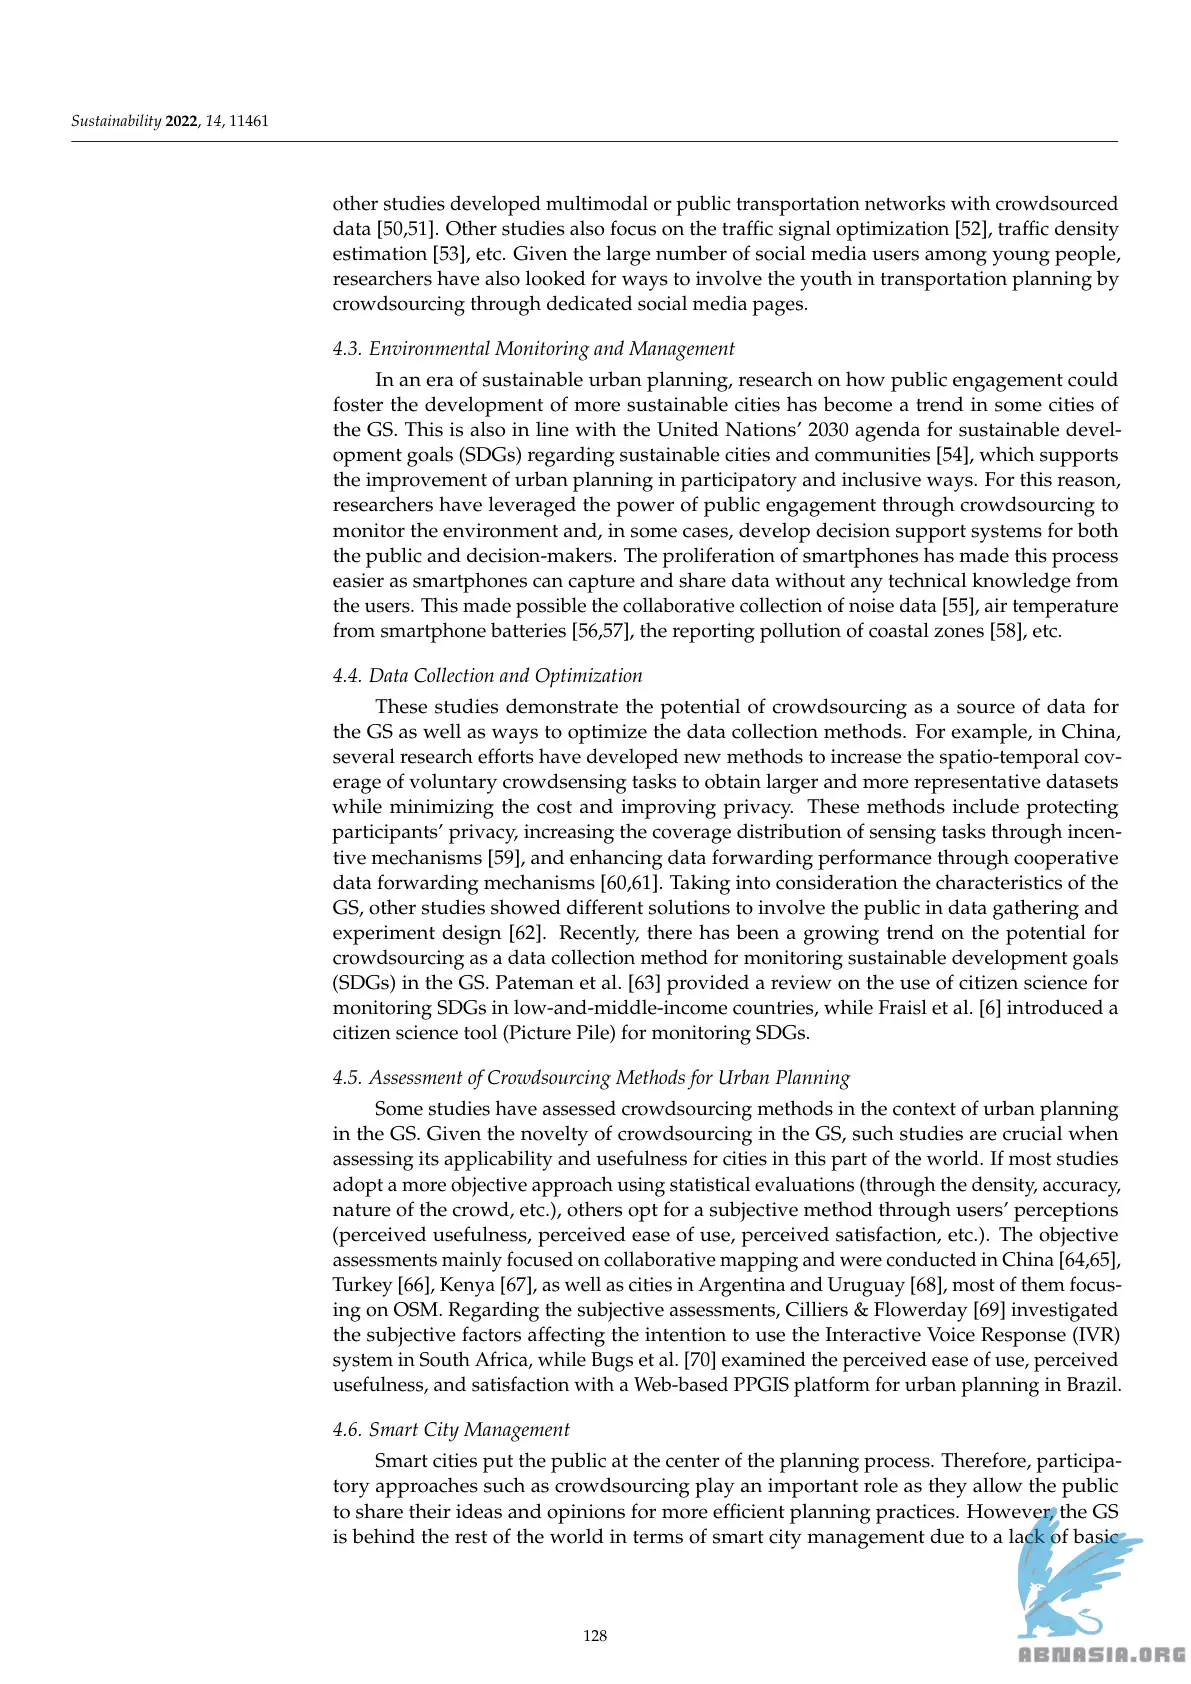 Sustainability 2022, 14, 11461
other studies developed multimodal or public transportation networks with crowdsourced
data [50,51]. Other studies also focus on the traffic signal optimization [52], traffic density
estimation [53], etc. Given the large number of social media users among young people,
researchers have also looked for ways to involve the youth in transportation planning by
crowdsourcing through dedicated social media pages.
4.3. Environmental Monitoring and Management
In an era of sustainable urban planning, research on how public engagement could
foster the development of more sustainable cities has become a trend in some cities of
the GS. This is also in line with the United Nations’ 2030 agenda for sustainable devel-
opment goals (SDGs) regarding sustainable cities and communities [54], which supports
the improvement of urban planning in participatory and inclusive ways. For this reason,
researchers have leveraged the power of public engagement through crowdsourcing to
monitor the environment and, in some cases, develop decision support systems for both
the public and decision-makers. The proliferation of smartphones has made this process
easier as smartphones can capture and share data without any technical knowledge from
the users. This made possible the collaborative collection of noise data [55], air temperature
from smartphone batteries [56,57], the reporting pollution of coastal zones [58], etc.
4.4. Data Collection and Optimization
These studies demonstrate the potential of crowdsourcing as a source of data for
the GS as well as ways to optimize the data collection methods. For example, in China,
several research efforts have developed new methods to increase the spatio-temporal cov-
erage of voluntary crowdsensing tasks to obtain larger and more representative datasets
while minimizing the cost and improving privacy. These methods include protecting
participants’ privacy, increasing the coverage distribution of sensing tasks through incen-
tive mechanisms [59], and enhancing data forwarding performance through cooperative
data forwarding mechanisms [60,61]. Taking into consideration the characteristics of the
GS, other studies showed different solutions to involve the public in data gathering and
experiment design [62]. Recently, there has been a growing trend on the potential for
crowdsourcing as a data collection method for monitoring sustainable development goals
(SDGs) in the GS. Pateman et al. [63] provided a review on the use of citizen science for
monitoring SDGs in low-and-middle-income countries, while Fraisl et al. [6] introduced a
citizen science tool (Picture Pile) for monitoring SDGs.
4.5. Assessment of Crowdsourcing Methods for Urban Planning
Some studies have assessed crowdsourcing methods in the context of urban planning
in the GS. Given the novelty of crowdsourcing in the GS, such studies are crucial when
assessing its applicability and usefulness for cities in this part of the world. If most studies
adopt a more objective approach using statistical evaluations (through the density, accuracy,
nature of the crowd, etc.), others opt for a subjective method through users’ perceptions
(perceived usefulness, perceived ease of use, perceived satisfaction, etc.). The objective
assessments mainly focused on collaborative mapping and were conducted in China [64,65],
Turkey [66], Kenya [67], as well as cities in Argentina and Uruguay [68], most of them focus-
ing on OSM. Regarding the subjective assessments, Cilliers & Flowerday [69] investigated
the subjective factors affecting the intention to use the Interactive Voice Response (IVR)
system in South Africa, while Bugs et al. [70] examined the perceived ease of use, perceived
usefulness, and satisfaction with a Web-based PPGIS platform for urban planning in Brazil.
4.6. Smart City Management
Smart cities put the public at the center of the planning process. Therefore, participa-
tory approaches such as crowdsourcing play an important role as they allow the public
to share their ideas and opinions for more efficient planning practices. However, the GS
is behind the rest of the world in terms of smart city management due to a lack of basic
128
ABNASIA.ORG